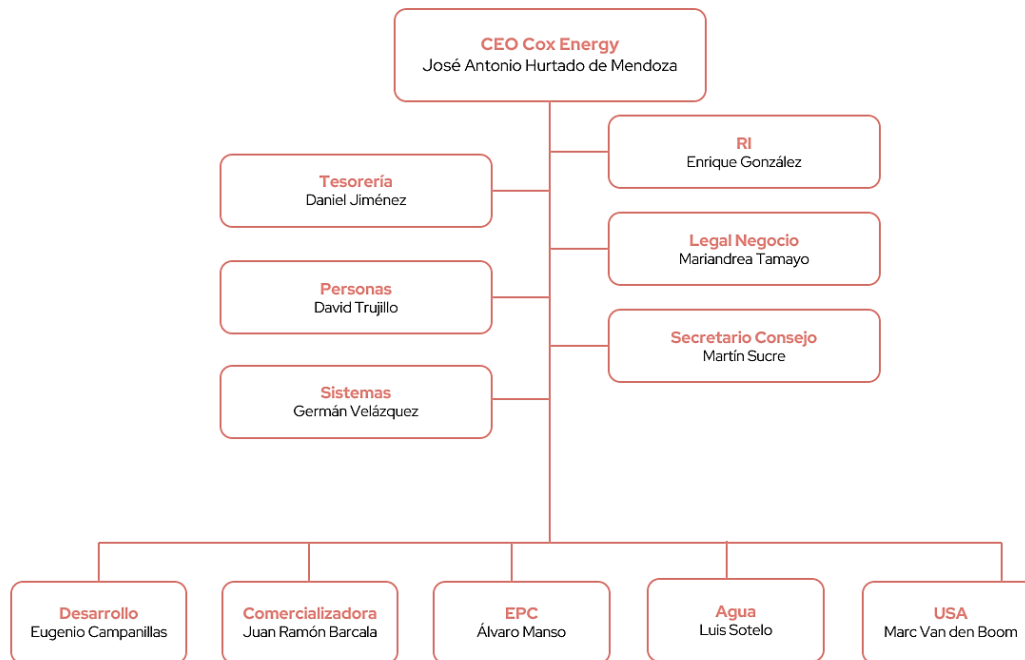 CEO Cox Energy
José Antonio Hurtado de Mendoza
RI
Enrique González
Tesorería
Daniel Jiménez
Legal Negocio
Mariandrea Tamayo
Personas
David Trujillo
Secretario Consejo
Martín Sucre
Sistemas
Germán Velázquez
Desarrollo
Eugenio Campanillas
Comercializadora
Juan Ramón Barcala
EPC
Álvaro Manso
Agua
Luis Sotelo
USA
Marc Van den Boom